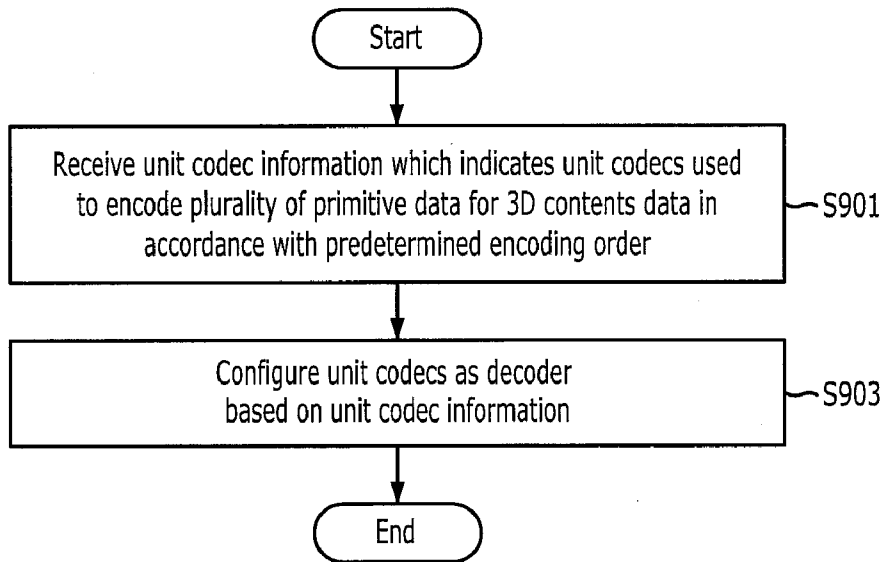 Start
Receive unit codec information which indicates unit codecs used
to encode plurality of primitive data for 3D contents data in
accordance with predetermined encoding order
S901
Configure unit codecs as decoder
based on unit codec information
S903
End